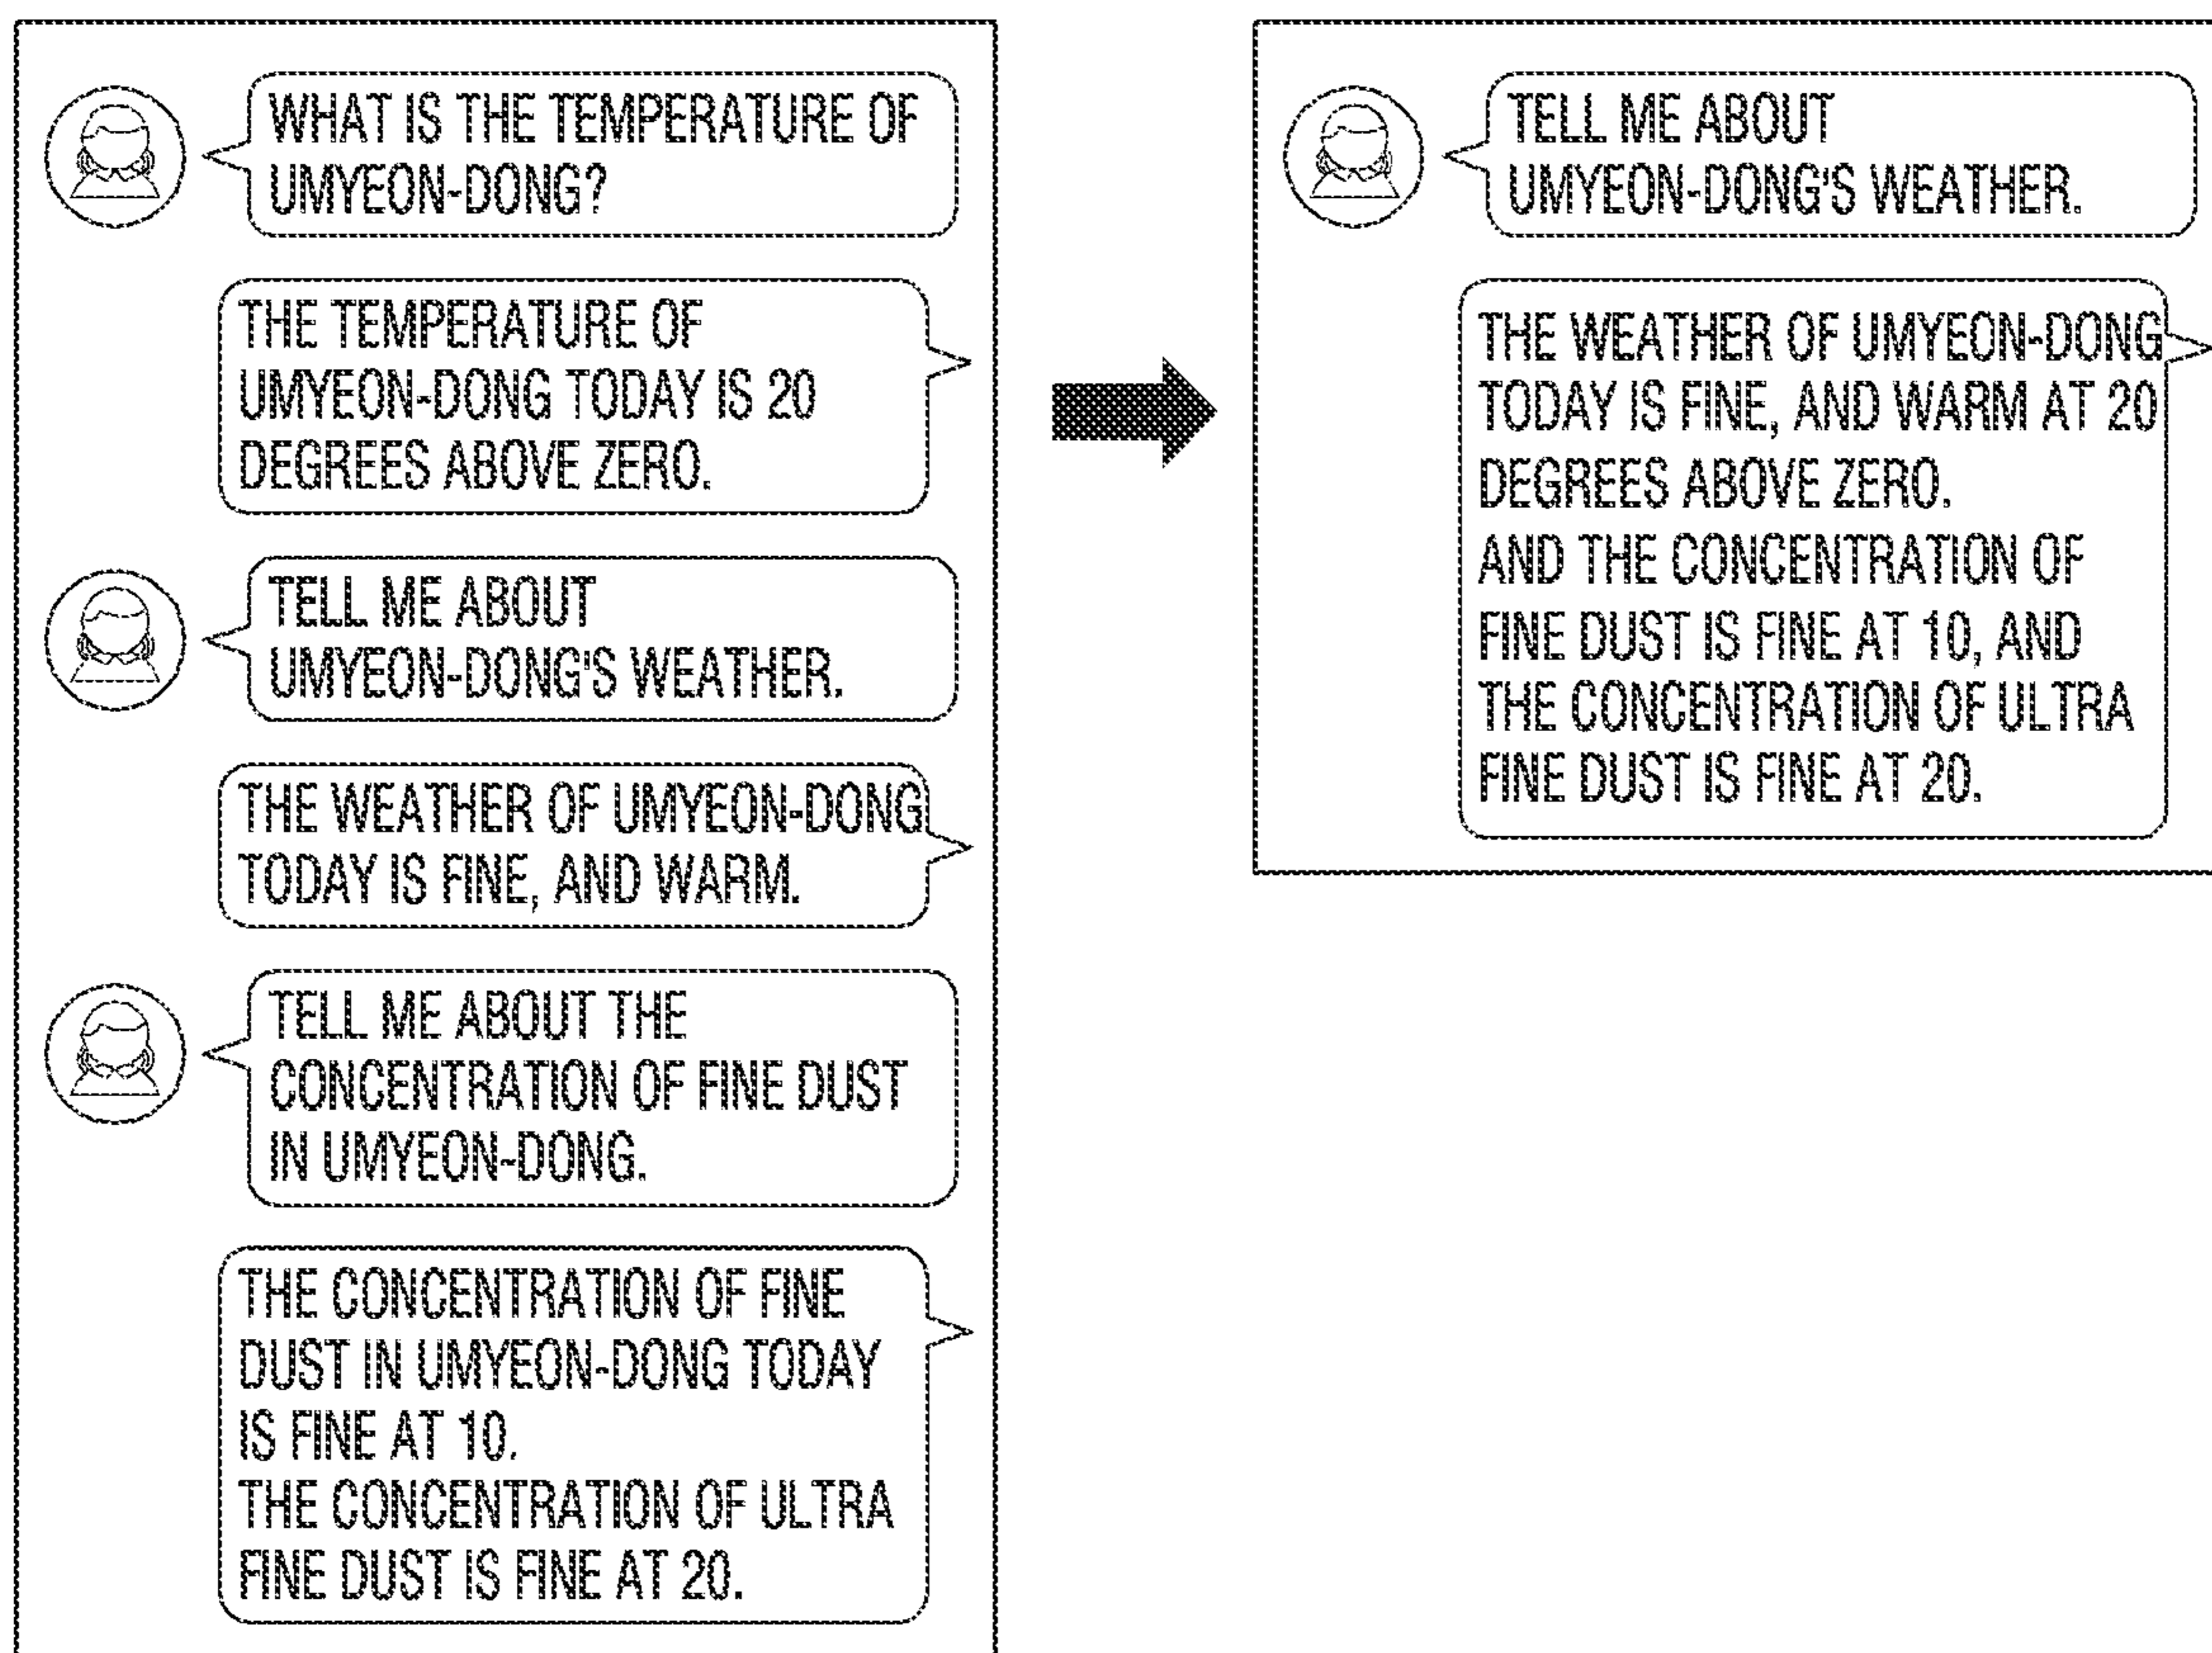 WHAT IS THE TEMPERATURE OF
UMYEON-DONG?
THE TEMPERATURE OF
UMYEON-DONG TODAY IS 20
DEGREES ABOVE ZERO.
TELL ME ABOUT
UMYEON-DONG'S WEATHER.
THE WEATHER OF UMYEON-DONG
TODAY IS FINE, AND WARM.
TELL ME ABOUT THE
CONCENTRATION OF FINE DUST
IN UMYEON-DONG.
THE CONCENTRATION OF FINE
DUST IN UMYEON-DONG TODAY
IS FINE AT 10.
THE CONCENTRATION OF ULTRA
FINE DUST IS FINE AT 20.
TELL ME ABOUT
UMYEON-DONG'S WEATHER.
THE WEATHER OF UMYEON-DONG
TODAY IS FINE, AND WARM AT 20
DEGREES ABOVE ZERO.
AND THE CONCENTRATION OF
FINE DUST IS FINE AT 10, AND
THE CONCENTRATION OF ULTRA
FINE DUST IS FINE AT 20.